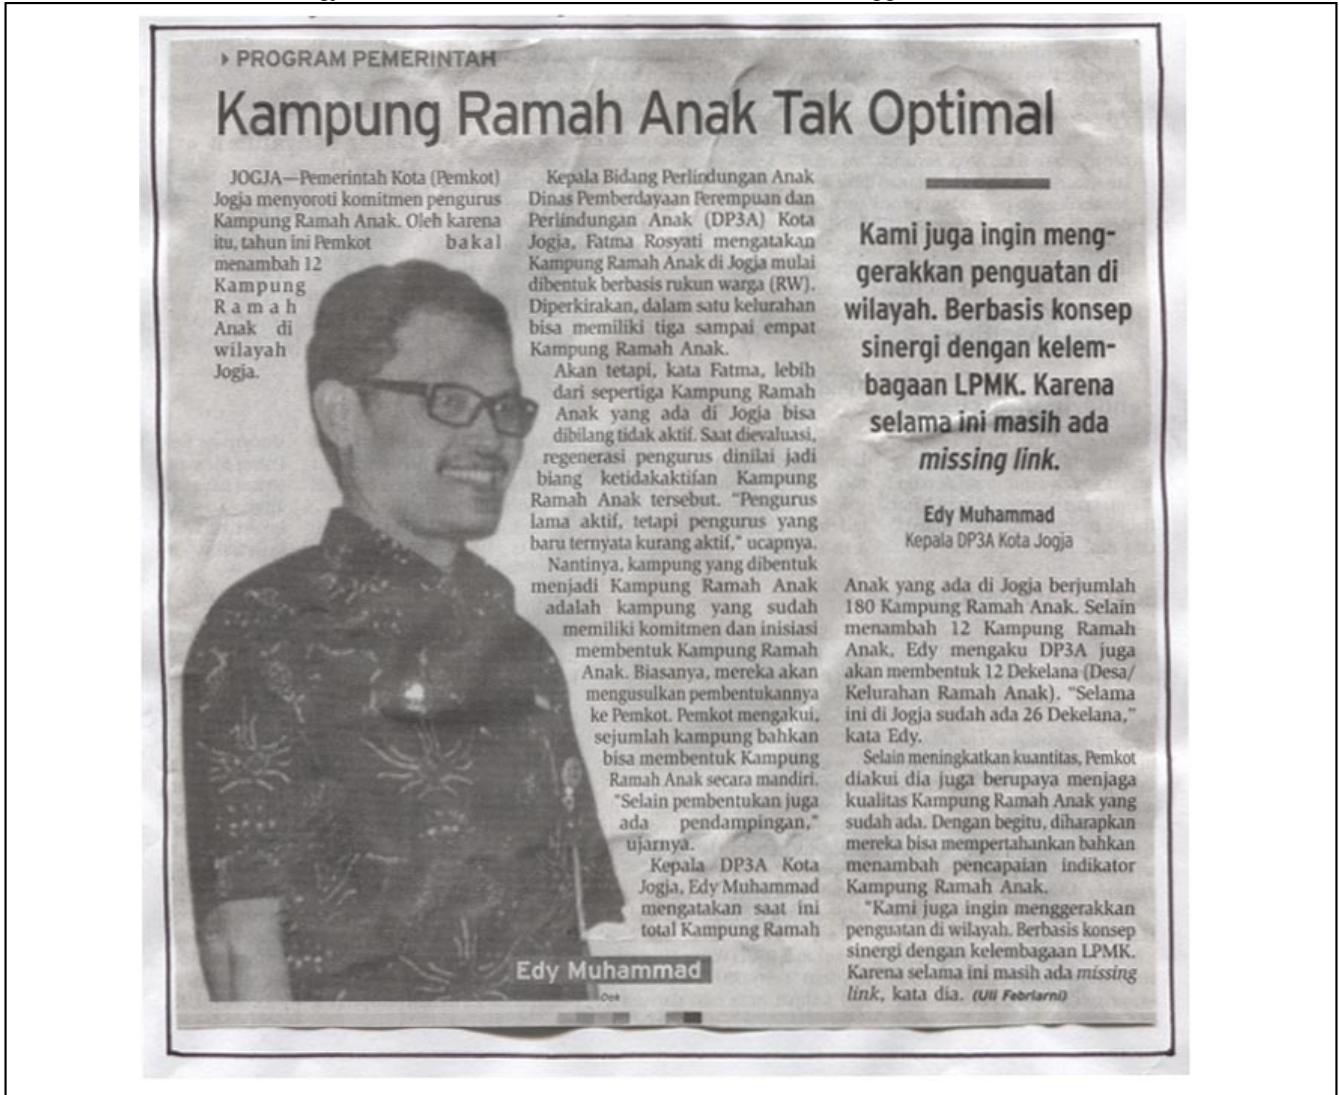 PROGRAM PEMERINTAH
Kampung Ramah Anak Tak Optimal
JOGJA—Pemerintah Kota (Pemkot)
Jogja menyoroti komitmen pengurus
Kampung Ramah Anak. Oleh karena
itu, tahun ini Pemkot bakal
menambah 12
Kampung
Ramah
Anak di
wilayah
Jogja.
Kepala Bidang Perlindungan Anak
Dinas Pemberdayaan Perempuan dan
Perlindungan Anak (DP3A) Kota
Jogja, Fatma Rosyati mengatakan
Kampung Ramah Anak di Jogja mulai
dibentuk berbasis rukun warga (RW).
Diperkirakan, dalam satu kelurahan
bisa memiliki tiga sampai empat
Kampung Ramah Anak.
Akan tetapi, kata Fatma, lebih
dari sepertiga Kampung Ramah
Anak yang ada di Jogja bisa
dibilang tidak aktif. Saat dievaluasi,
regenerasi pengurus dinilai jadi
biang ketidakaktifan Kampung
Ramah Anak tersebut. "Pengurus
lama aktif, tetapi pengurus yang
baru ternyata kurang aktif," ucapnya.
Nantinya, kampung yang dibentuk
menjadi Kampung Ramah Anak
adalah kampung yang sudah
memiliki komitmen dan inisiasi
membentuk Kampung Ramah
Anak. Biasanya, mereka akan
mengusulkan pembentukannya
ke Pemkot. Pemkot mengakui,
sejumlah kampung bahkan
bisa membentuk Kampung
Ramah Anak secara mandiri.
"Selain pembentukan juga
ada pendampingan,"
ujarnya.
Kepala DP3A Kota
Jogja, Edy Muhammad
mengatakan saat ini
total Kampung Ramah
Edy Muhammad
Kami juga ingin meng-
gerakkan penguatan di
wilayah. Berbasis konsep
sinergi dengan kelem-
bagaan LPMK. Karena
selama ini masih ada
missing link.
Edy Muhammad
Kepala DP3A Kota Jogja
Anak yang ada di Jogja berjumlah
180 Kampung Ramah Anak. Selain
menambah 12 Kampung Ramah
Anak, Edy mengaku DP3A juga
akan membentuk 12 Dekelana (Desa/
Kelurahan Ramah Anak). "Selama
ini di Jogja sudah ada 26 Dekelana,"
kata Edy.
Selain meningkatkan kuantitas, Pemkot
diakui dia juga berupaya menjaga
kualitas Kampung Ramah Anak yang
sudah ada. Dengan begitu, diharapkan
mereka bisa mempertahankan bahkan
menambah pencapaian indikator
Kampung Ramah Anak.
"Kami juga ingin menggerakkan
penguatan di wilayah. Berbasis konsep
sinergi dengan kelembagaan LPMK.
Karena selama ini masih ada missing
link, kata dia. (Uli Febriarni)